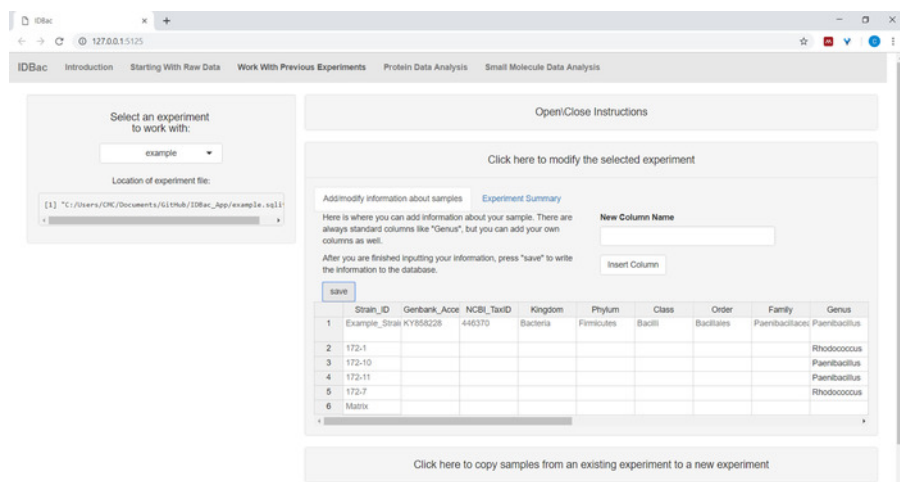 IDBac
127.0.0.1:5125
IDBac Introduction Starting With Raw Data Work With Previous Experiments Protein Data Analysis Small Molecule Data Analysis
Select an experiment
to work with:
example
Location of experiment file:
[1] "C:/Users/CMC/Documents/GitHub/IDBac_App/example.sqli
Open\Close Instructions
Click here to modify the selected experiment
Add/modify information about samples Experiment Summary
Here is where you can add information about your sample. There are
always standard columns like "Genus", but you can add your own
columns as well.
After you are finished inputting your information, press "save" to write
the information to the database.
New Column Name
Insert Column
save
Strain_ID Genbank_Acce NCBI_TaxID Kingdom Phylum Class Order Family Genus
1 Example_Strain KY858228 446370 Bacteria Firmicutes Bacilli Bacillales Paenibacillacea Paenibacillus
2 172-1 Rhodococcus
3 172-10 Paenibacillus
4 172-11 Paenibacillus
5 172-7 Rhodococcus
6 Matrix
Click here to copy samples from an existing experiment to a new experiment